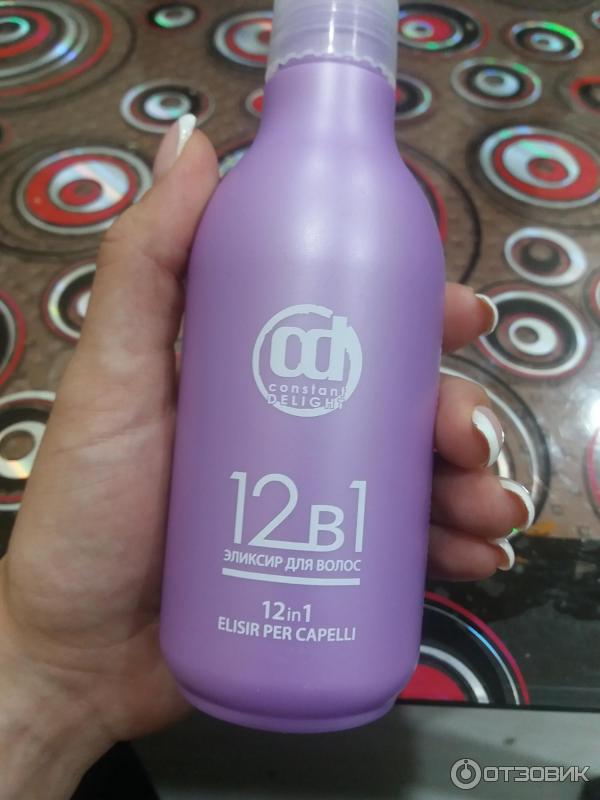 cd
constant
DELIGHT
12в1
ЭЛИКСИР ДЛЯ ВОЛОС
12in1
ELISIR PER CAPELLI
ОТЗОВИК